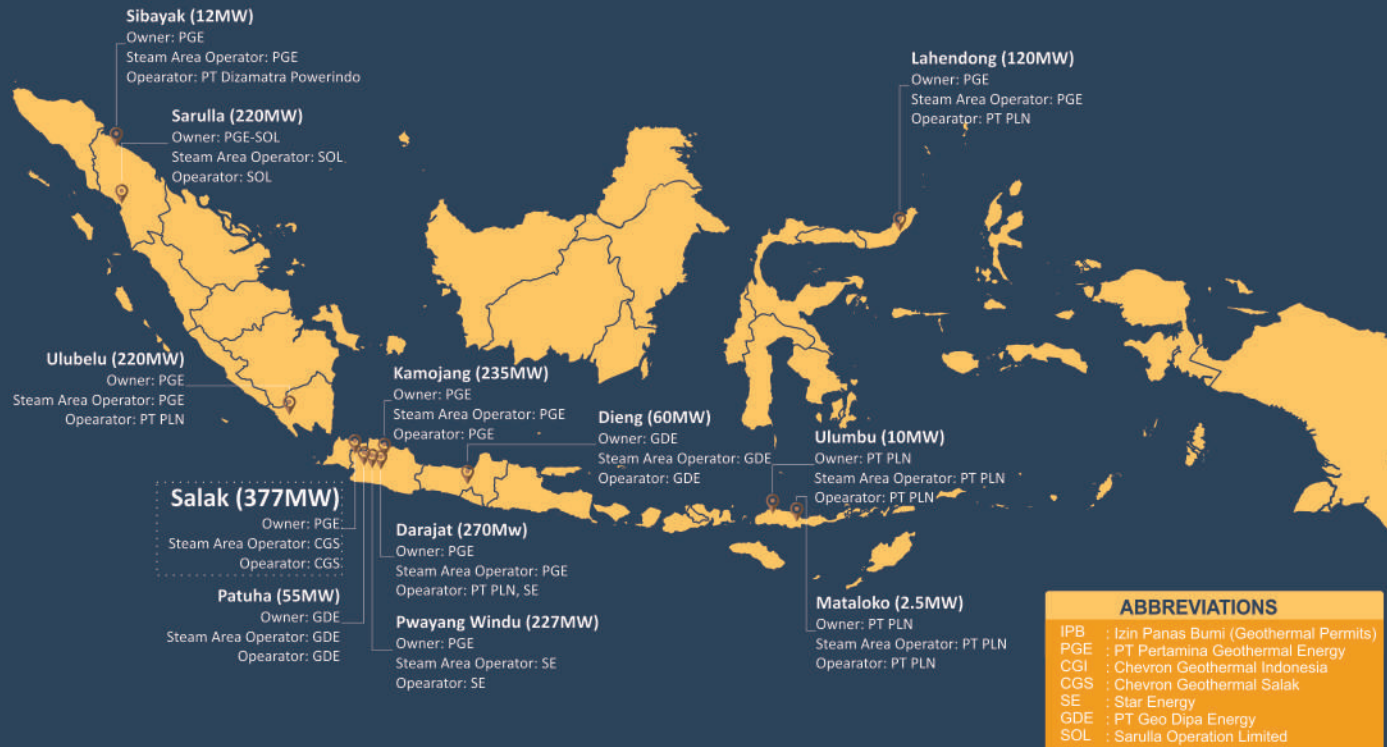 Sibayak (12MW)
Owner: PGE
Steam Area Operator: PGE
Opearator: PT Dizamatra Powerindo
Sarulla (220MW)
Owner: PGE-SOL
Steam Area Operator: SOL
Opearator: SOL
Lahendong (120MW)
Owner: PGE
Steam Area Operator: PGE
Opearator: PT PLN
Ulubelu (220MW)
Owner: PGE
Steam Area Operator: PGE
Opearator: PT PLN
Kamojang (235MW)
Owner: PGE
Steam Area Operator: PGE
Opearator: PGE
Dieng (60MW)
Owner: GDE
Steam Area Operator: GDE
Opearator: GDE
Ulumbu (10MW)
Owner: PT PLN
Steam Area Operator: PT PLN
Opearator: PT PLN
Salak (377MW)
Owner: PGE
Steam Area Operator: CGS
Opearator: CGS
Darajat (270Mw)
Owner: PGE
Steam Area Operator: PGE
Opearator: PT PLN, SE
Patuha (55MW)
Owner: GDE
Steam Area Operator: GDE
Opearator: GDE
Pwayang Windu (227MW)
Owner: PGE
Steam Area Operator: SE
Opearator: SE
Mataloko (2.5MW)
Owner: PT PLN
Steam Area Operator: PT PLN
Opearator: PT PLN
ABBREVIATIONS
IPB : Izin Panas Bumi (Geothermal Permits)
PGE : PT Pertamina Geothermal Energy
CGI : Chevron Geothermal Indonesia
CGS : Chevron Geothermal Salak
SE : Star Energy
GDE : PT Geo Dipa Energy
SOL : Sarulla Operation Limited